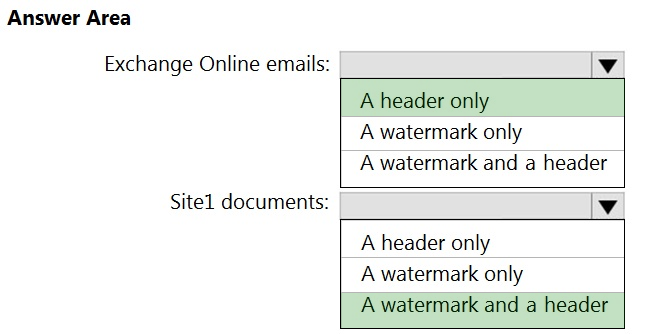 Answer Area
Exchange Online emails:
A header only
A watermark only
A watermark and a header
Site1 documents:
A header only
A watermark only
A watermark and a header